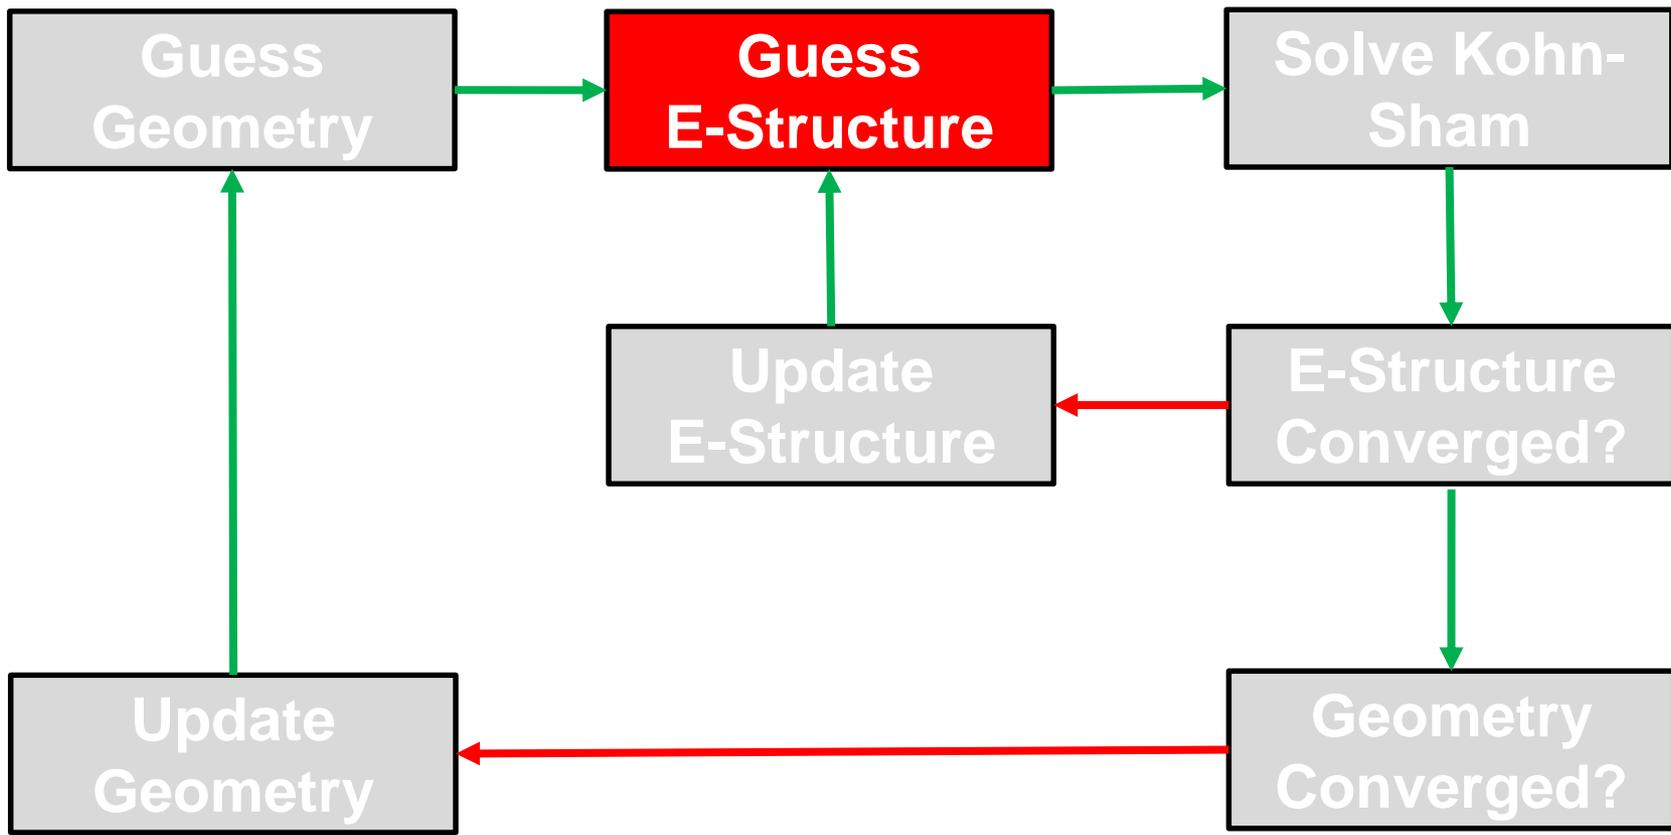 Guess
Geometry
Guess
E-Structure
Solve Kohn-
Sham
Update
E-Structure
E-Structure
Converged?
Update
Geometry
Geometry
Converged?